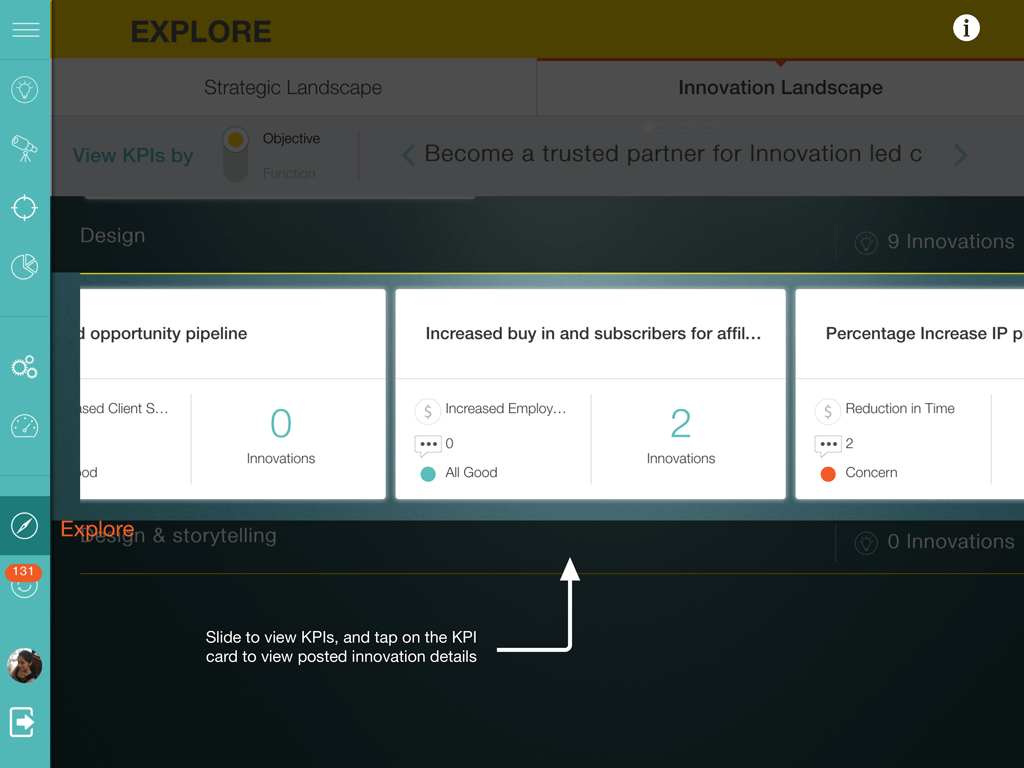 EXPLORE
i
Strategic Landscape
Innovation Landscape
View KPIs by
Objective
Function
Become a trusted partner for Innovation led c
Design
9 Innovations
d opportunity pipeline
Increased buy in and subscribers for affil...
Percentage Increase IP p
ased Client S...
0
Innovations
ood
$ Increased Employ...
0
All Good
2
Innovations
$ Reduction in Time
2
Concern
Explore
Design & storytelling
0 Innovations
131
Slide to view KPIs, and tap on the KPI
card to view posted innovation details